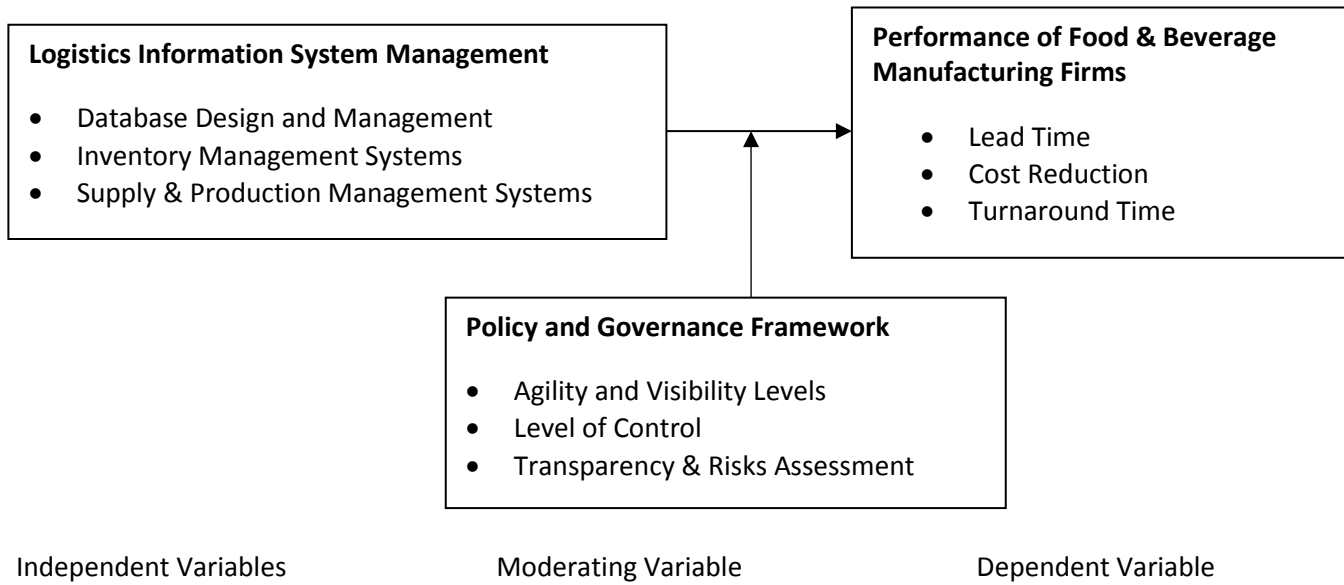 Logistics Information System Management
• Database Design and Management
• Inventory Management Systems
• Supply & Production Management Systems
Performance of Food & Beverage
Manufacturing Firms
• Lead Time
• Cost Reduction
• Turnaround Time
Policy and Governance Framework
• Agility and Visibility Levels
• Level of Control
• Transparency & Risks Assessment
Independent Variables
Moderating Variable
Dependent Variable